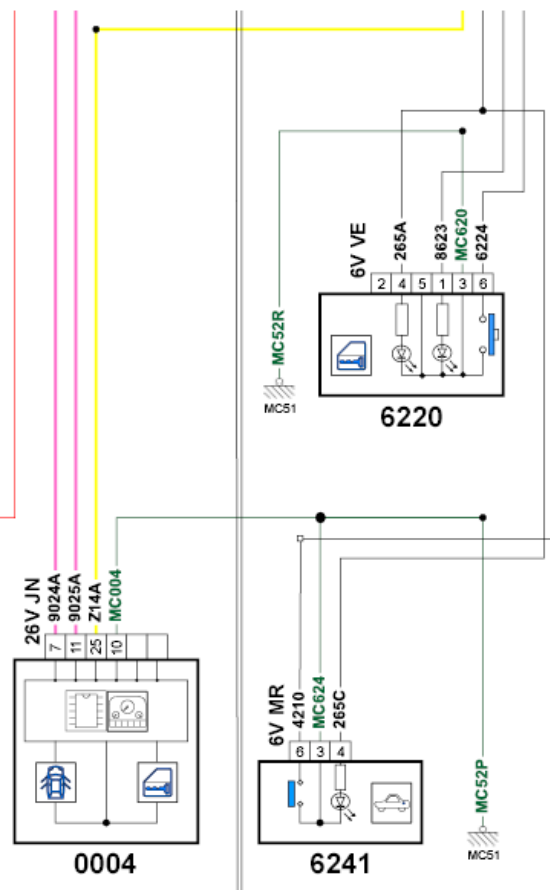 6V VE
265A
8623
MC620
6224
2 4 5 1 3 6
MC52R
MC51
6220
26V JN
9024A
9025A
Z14A
MC004
7 11 25 10
0004
6V MR
4210
MC624
265C
6 3 4
6241
MC52P
MC51